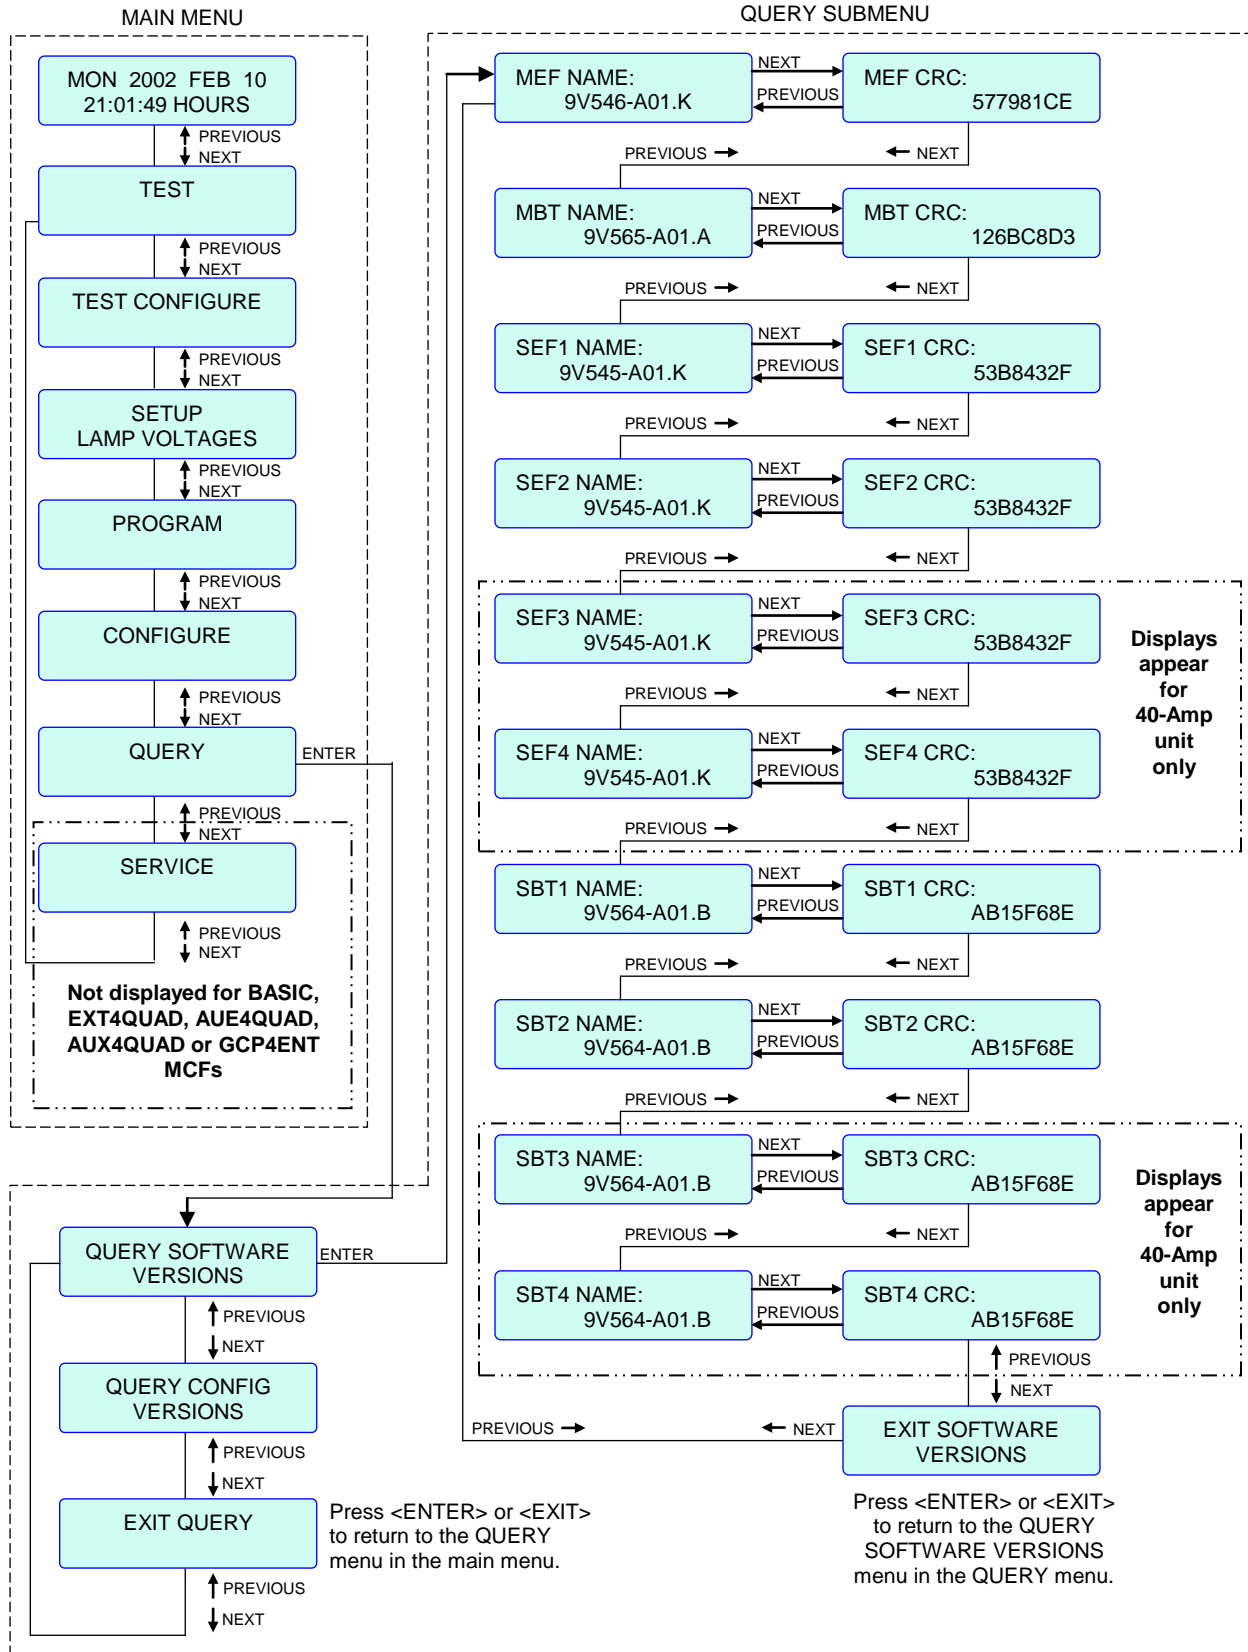 MAIN MENU
MON 2002 FEB 10
21:01:49 HOURS
PREVIOUS
NEXT
TEST
PREVIOUS
NEXT
TEST CONFIGURE
PREVIOUS
NEXT
SETUP
LAMP VOLTAGES
PREVIOUS
NEXT
PROGRAM
PREVIOUS
NEXT
CONFIGURE
PREVIOUS
NEXT
QUERY
ENTER
PREVIOUS
NEXT
SERVICE
PREVIOUS
NEXT
Not displayed for BASIC,
EXT4QUAD, AUE4QUAD,
AUX4QUAD or GCP4ENT
MCFs
QUERY SUBMENU
QUERY SOFTWARE
VERSIONS
ENTER
PREVIOUS
NEXT
QUERY CONFIG
VERSIONS
PREVIOUS
NEXT
EXIT QUERY
Press <ENTER> or <EXIT>
to return to the QUERY
menu in the main menu.
PREVIOUS
NEXT
MEF NAME:
9V546-A01.K
NEXT
PREVIOUS
MEF CRC:
577981CE
PREVIOUS
NEXT
MBT NAME:
9V565-A01.A
NEXT
PREVIOUS
MBT CRC:
126BC8D3
PREVIOUS
NEXT
SEF1 NAME:
9V545-A01.K
NEXT
PREVIOUS
SEF1 CRC:
53B8432F
PREVIOUS
NEXT
SEF2 NAME:
9V545-A01.K
NEXT
PREVIOUS
SEF2 CRC:
53B8432F
PREVIOUS
NEXT
SEF3 NAME:
9V545-A01.K
NEXT
PREVIOUS
SEF3 CRC:
53B8432F
PREVIOUS
NEXT
SEF4 NAME:
9V545-A01.K
NEXT
PREVIOUS
SEF4 CRC:
53B8432F
Displays
appear
for
40-Amp
unit
only
PREVIOUS
NEXT
SBT1 NAME:
9V564-A01.B
NEXT
PREVIOUS
SBT1 CRC:
AB15F68E
PREVIOUS
NEXT
SBT2 NAME:
9V564-A01.B
NEXT
PREVIOUS
SBT2 CRC:
AB15F68E
PREVIOUS
NEXT
SBT3 NAME:
9V564-A01.B
NEXT
PREVIOUS
SBT3 CRC:
AB15F68E
PREVIOUS
NEXT
SBT4 NAME:
9V564-A01.B
NEXT
PREVIOUS
SBT4 CRC:
AB15F68E
Displays
appear
for
40-Amp
unit
only
PREVIOUS
NEXT
PREVIOUS
NEXT
EXIT SOFTWARE
VERSIONS
Press <ENTER> or <EXIT>
to return to the QUERY
SOFTWARE VERSIONS
menu in the QUERY menu.